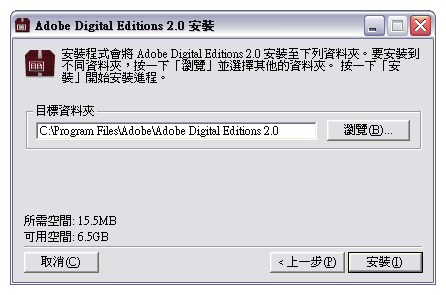 Adobe Digital Editions 2.0 安裝
安裝程式會將 Adobe Digital Editions 2.0 安裝至下列資料夾。要安裝到
不同資料夾，按一下「瀏覽」並選擇其他的資料夾。 按一下「安
裝」開始安裝進程。
目標資料夾
C:\Program Files\Adobe\Adobe Digital Editions 2.0
瀏覽(B)...
所需空間: 15.5MB
可用空間: 6.5GB
取消(C)
< 上一步(P)
安裝(I)